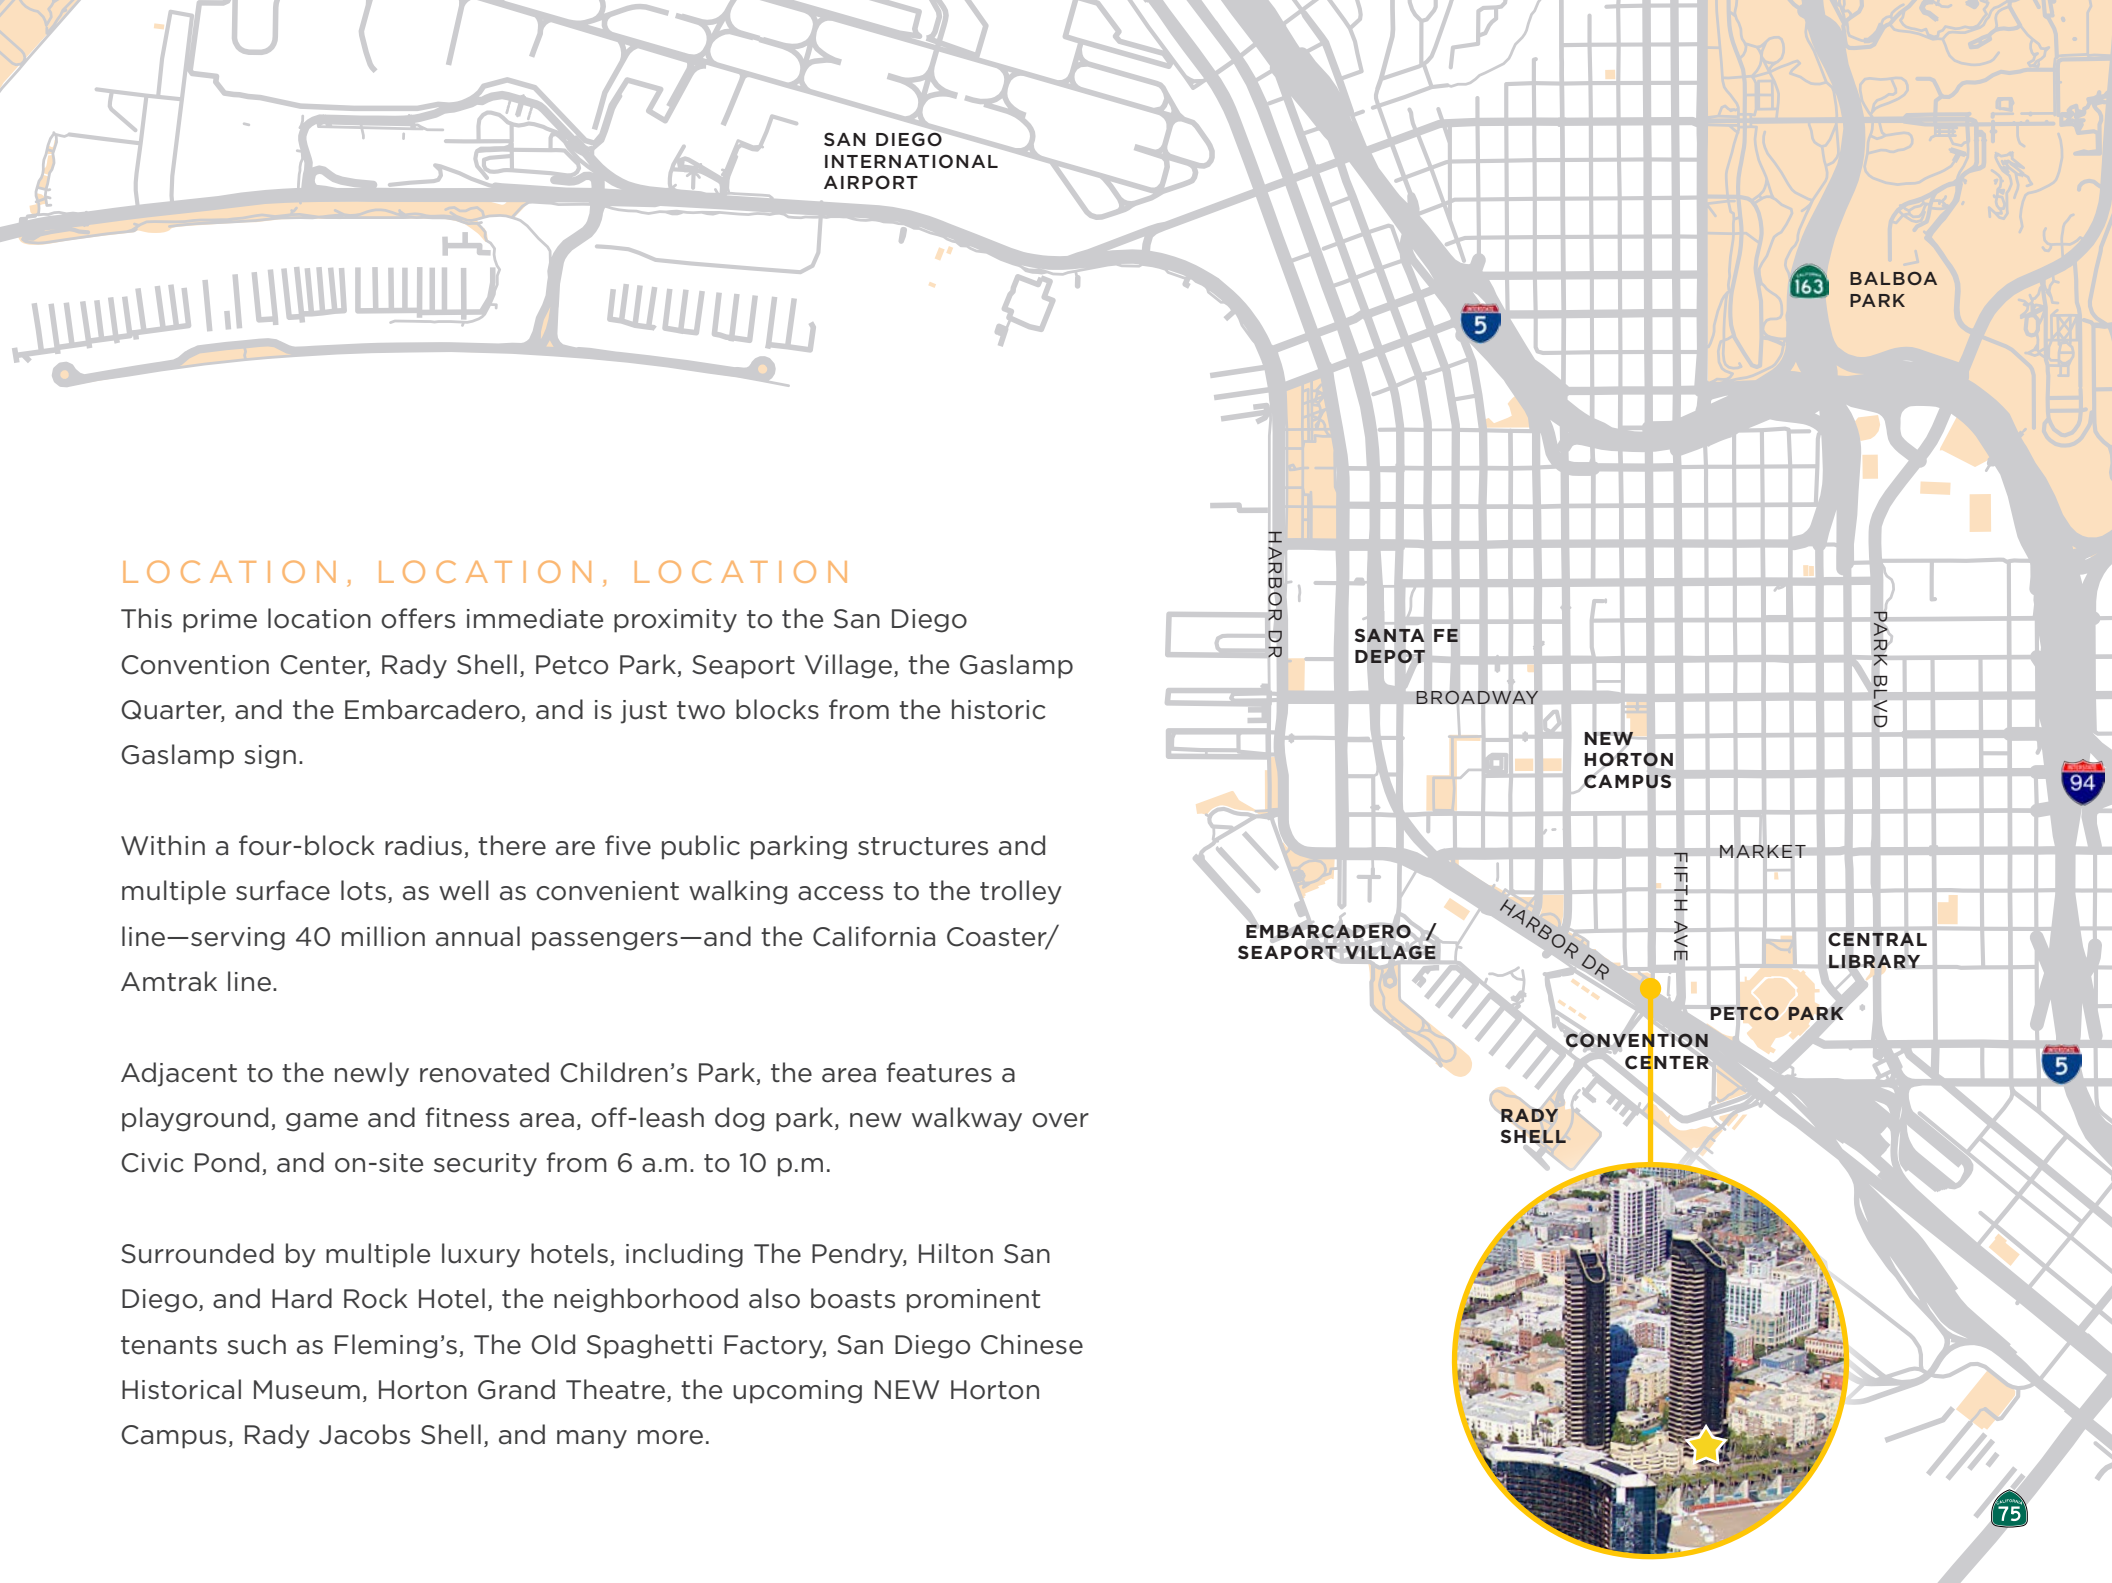 SAN DIEGO
INTERNATIONAL
AIRPORT
CALIFORNIA
163
BALBOA
PARK
INTERSTATE
5
LOCATION, LOCATION, LOCATION
This prime location offers immediate proximity to the San Diego
Convention Center, Rady Shell, Petco Park, Seaport Village, the Gaslamp
Quarter, and the Embarcadero, and is just two blocks from the historic
Gaslamp sign.
Within a four-block radius, there are five public parking structures and
multiple surface lots, as well as convenient walking access to the trolley
line—serving 40 million annual passengers—and the California Coaster/
Amtrak line.
Adjacent to the newly renovated Children’s Park, the area features a
playground, game and fitness area, off-leash dog park, new walkway over
Civic Pond, and on-site security from 6 a.m. to 10 p.m.
Surrounded by multiple luxury hotels, including The Pendry, Hilton San
Diego, and Hard Rock Hotel, the neighborhood also boasts prominent
tenants such as Fleming’s, The Old Spaghetti Factory, San Diego Chinese
Historical Museum, Horton Grand Theatre, the upcoming NEW Horton
Campus, Rady Jacobs Shell, and many more.
HARBOR DR
SANTA FE
DEPOT
PARK BLVD
BROADWAY
NEW
HORTON
CAMPUS
INTERSTATE
94
MARKET
FIFTH AVE
HARBOR DR
EMBARCADERO /
SEAPORT VILLAGE
CENTRAL
LIBRARY
PETCO PARK
CONVENTION
CENTER
INTERSTATE
5
RADY
SHELL
CALIFORNIA
75